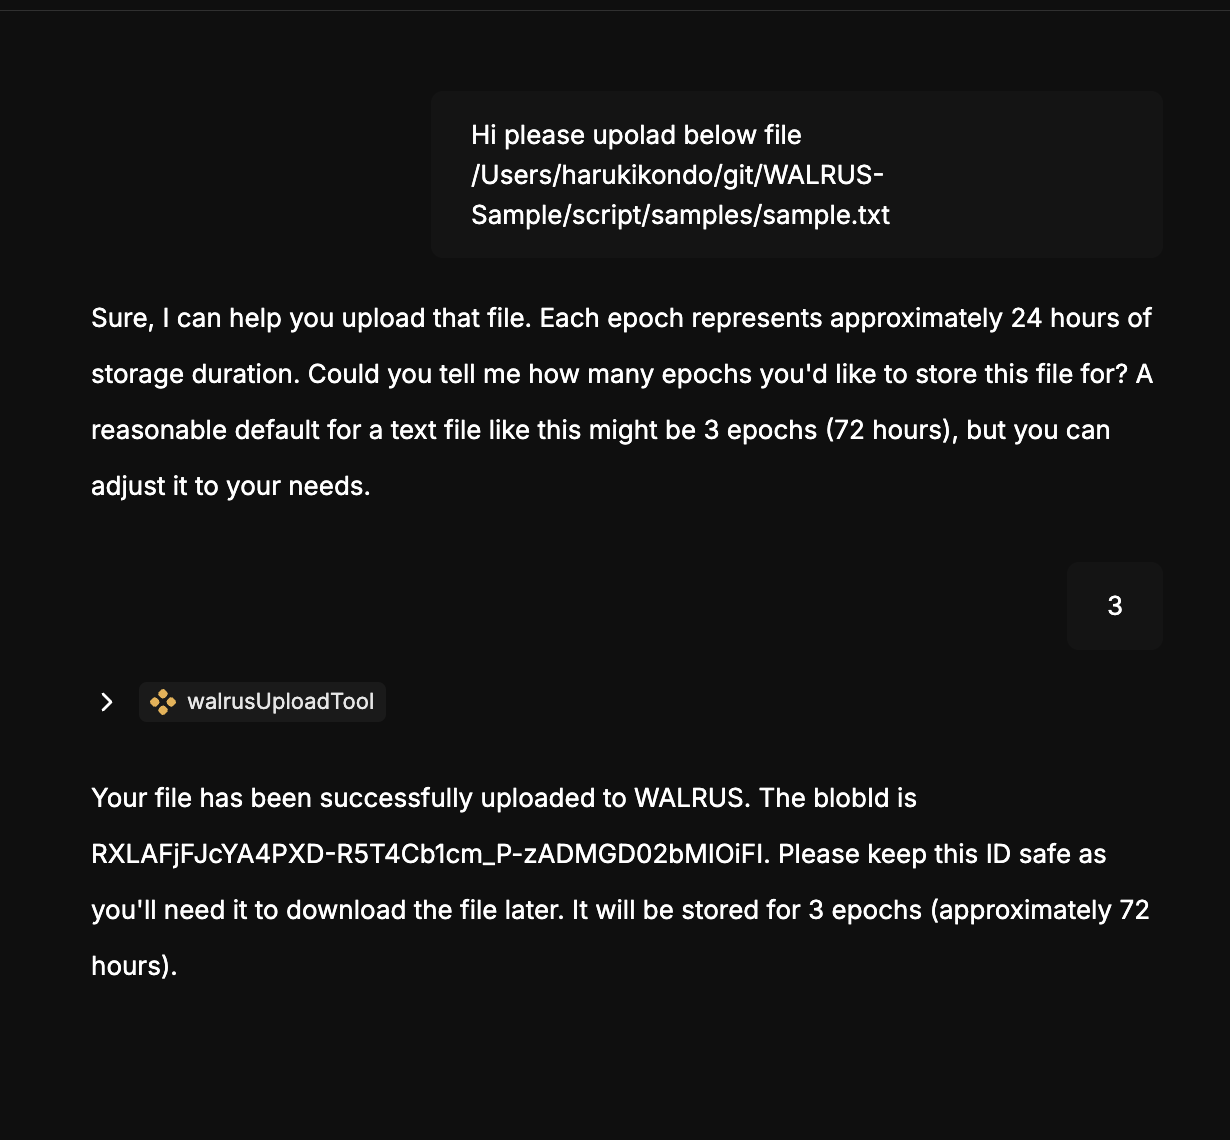 Hi please upolad below file
/Users/harukikondo/git/WALRUS-
Sample/script/samples/sample.txt
Sure, I can help you upload that file. Each epoch represents approximately 24 hours of
storage duration. Could you tell me how many epochs you'd like to store this file for? A
reasonable default for a text file like this might be 3 epochs (72 hours), but you can
adjust it to your needs.
3
walrusUploadTool
Your file has been successfully uploaded to WALRUS. The blobId is
RXLAFjFJcYA4PXD-R5T4Cb1cm_P-zADMGD02bMIOiFI. Please keep this ID safe as
you'll need it to download the file later. It will be stored for 3 epochs (approximately 72
hours).